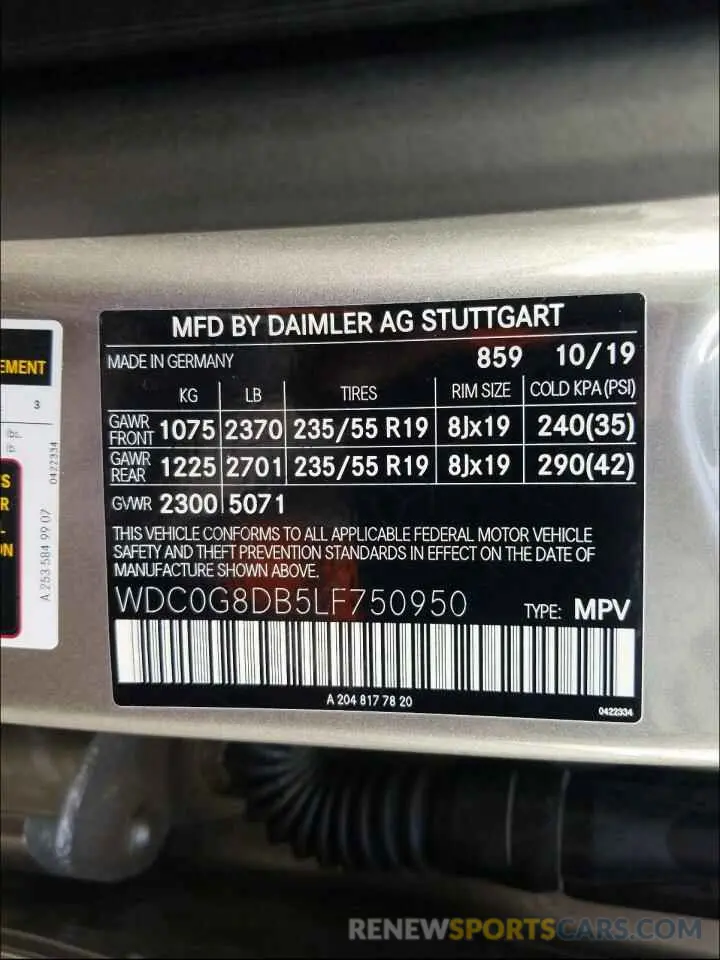 MFD BY DAIMLER AG STUTTGART
MADE IN GERMANY 859 10/19
KG LB TIRES RIM SIZE COLD KPA (PSI)
GAWR FRONT 1075 2370 235/55 R19 8Jx19 240(35)
GAWR REAR 1225 2701 235/55 R19 8Jx19 290(42)
GVWR 2300 5071
THIS VEHICLE CONFORMS TO ALL APPLICABLE FEDERAL MOTOR VEHICLE
SAFETY AND THEFT PREVENTION STANDARDS IN EFFECT ON THE DATE OF
MANUFACTURE SHOWN ABOVE.
WDC0G8DB5LF750950 TYPE: MPV
A 204 817 78 20
0422334
EMENT
3
lbs.
A 253 584 99 07
0422334
S
R
ON
RENEWSPORTSCARS.COM